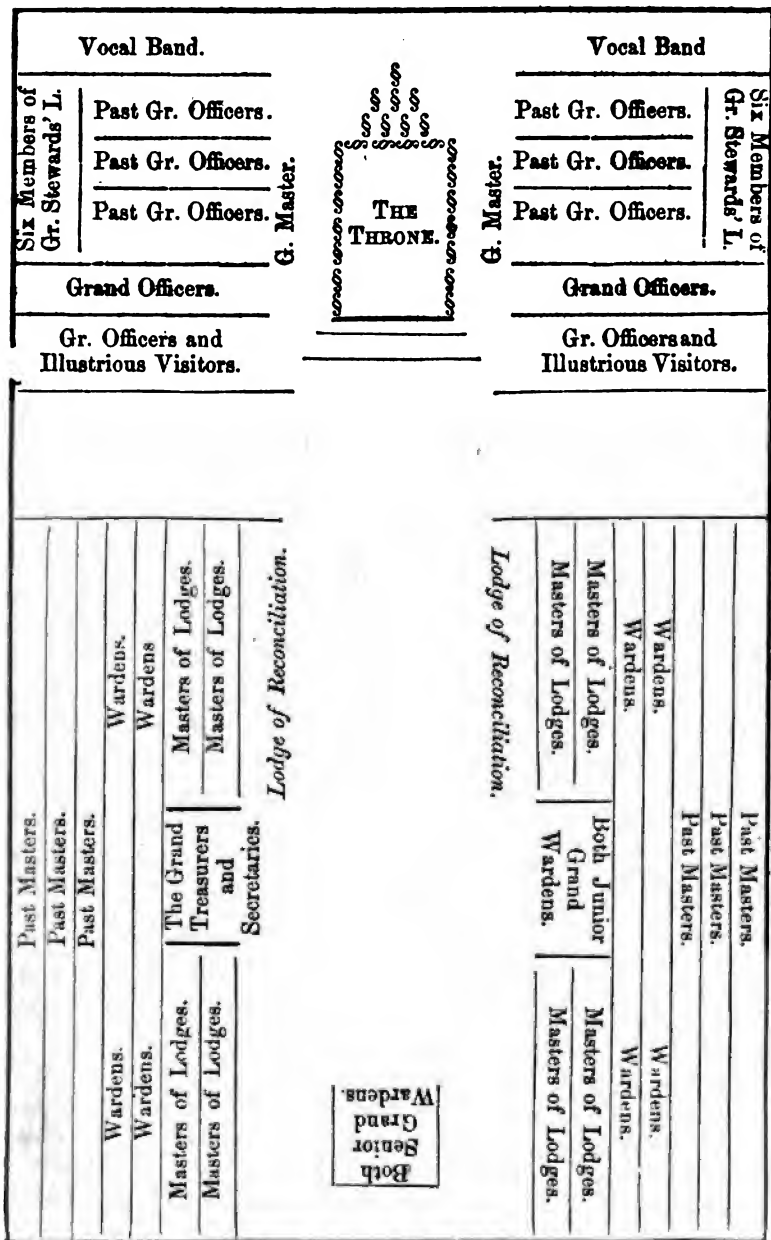 Vocal Band.
Six Members of
Gr. Stewards' L.
Past Gr. Officers.
Past Gr. Officers.
Past Gr. Officers.
G. Master.
Grand Officers.
Gr. Officers and
Illustrious Visitors.
THE
THRONE.
Vocal Band
G. Master.
Past Gr. Officers.
Past Gr. Officers.
Past Gr. Officers.
Six Members of
Gr. Stewards' L.
Grand Officers.
Gr. Officers and
Illustrious Visitors.
Past Masters.
Past Masters.
Past Masters.
Wardens.
Wardens.
Wardens
Wardens.
Masters of Lodges.
Masters of Lodges.
The Grand
Treasurers
and
Secretaries.
Masters of Lodges.
Masters of Lodges.
Lodge of Reconciliation.
Lodge of Reconciliation.
Masters of Lodges.
Masters of Lodges.
Both Junior
Grand
Wardens.
Masters of Lodges.
Masters of Lodges.
Wardens.
Wardens.
Wardens.
Wardens.
Past Masters.
Past Masters.
Past Masters.
Both
Senior
Grand
Wardens.